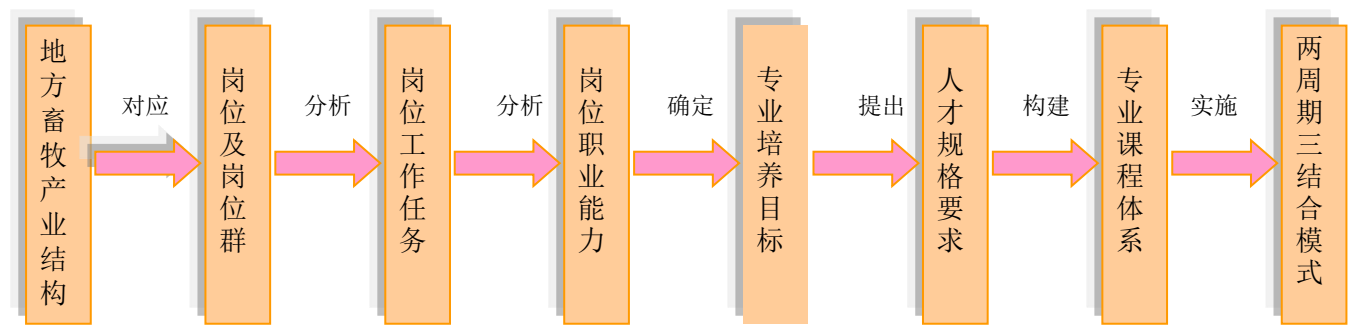 地方畜牧产业结构
对应
岗位及岗位群
分析
岗位工作任务
分析
岗位职业能力
确定
专业培养目标
提出
人才规格要求
构建
专业课程体系
实施
两周期三结合模式